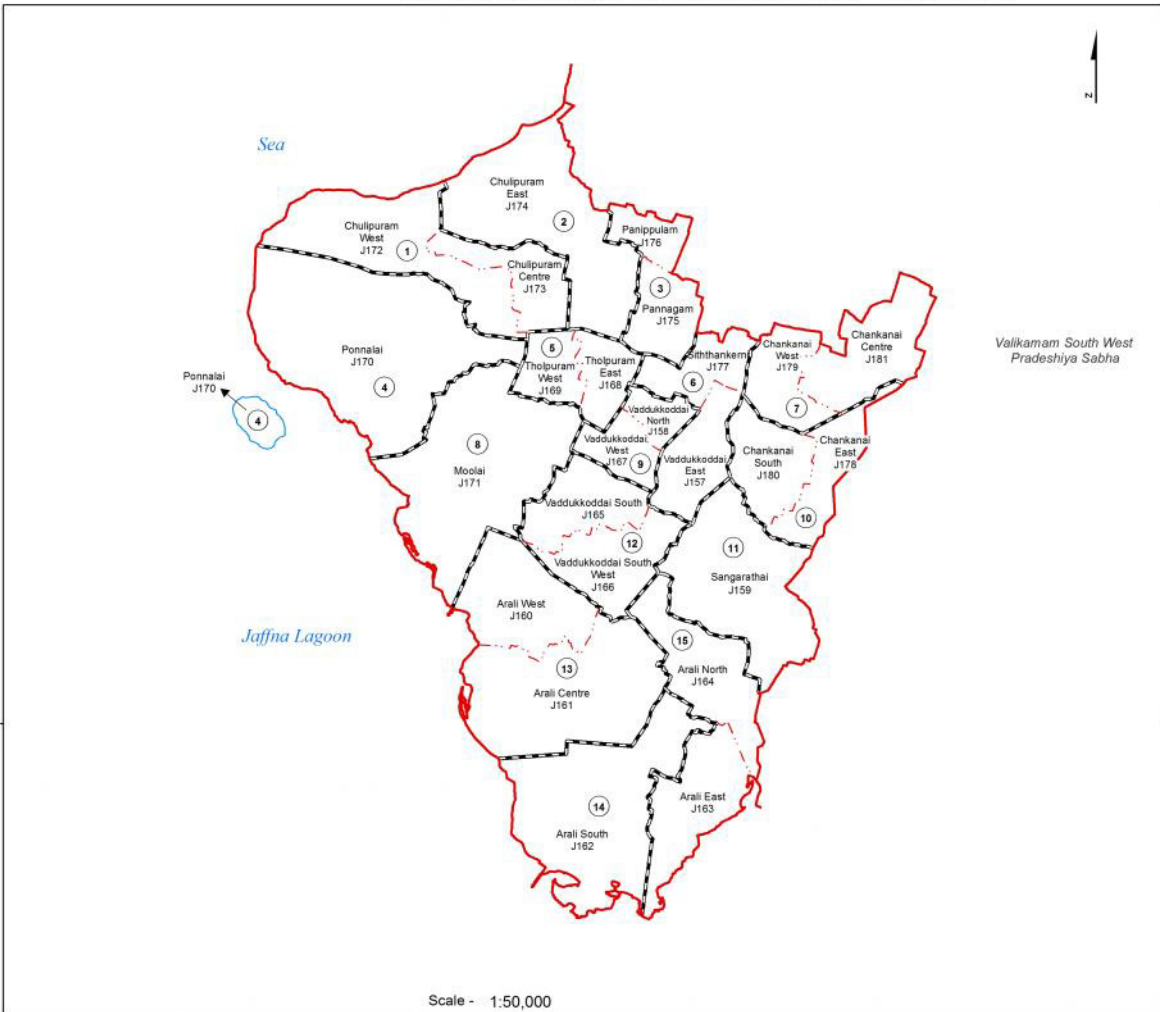 z
Sea
Chulipuram
East
J174
2
Panippulam
J176
Chulipuram
West
J172
1
Chulipuram
Centre
J173
3
Pannagam
J175
Chankanai
Centre
J181
Chankanai
West
J179
Valikamam South West
Pradeshiya Sabha
Siththankerni
J177
Ponnalai
J170
4
Ponnalai
J170
4
5
Tholpuram
West
J169
Tholpuram
East
J168
6
7
Vaddukkoddai
North
J158
Vaddukkoddai
West
J167
9
Vaddukkoddai
East
J157
Chankanai
South
J180
Chankanai
East
J178
8
Moolai
J171
10
Vaddukkoddai South
J165
12
11
Vaddukkoddai South
West
J166
Sangarathai
J159
Arali West
J160
Jaffna Lagoon
15
13
Arali North
J164
Arali Centre
J161
Arali East
J163
14
Arali South
J162
Scale - 1:50,000